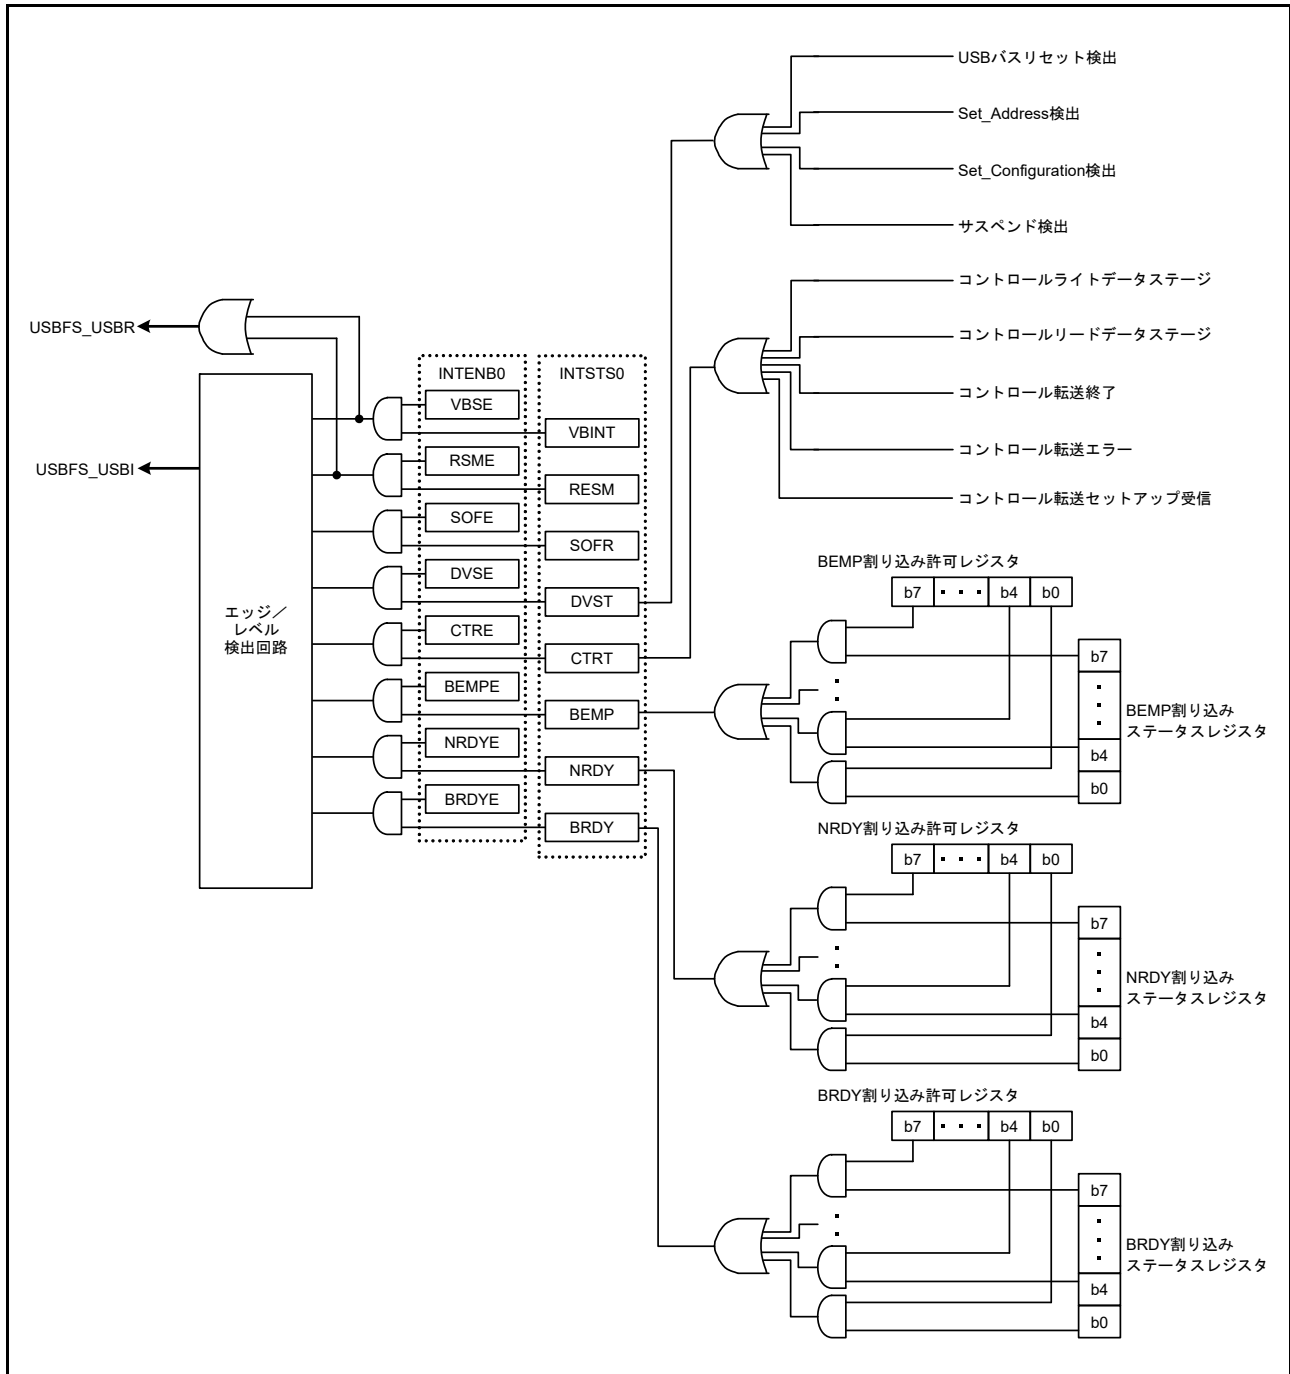 USBバスリセット検出
Set_Address検出
Set_Configuration検出
サスペンド検出
コントロールライトデータステージ
コントロールリードデータステージ
コントロール転送終了
コントロール転送エラー
コントロール転送セットアップ受信
USBFS_USBR
USBFS_USBI
エッジ／
レベル
検出回路
INTENB0
VBSE
RSME
SOFE
DVSE
CTRE
BEMPE
NRDYE
BRDYE
INTSTS0
VBINT
RESM
SOFR
DVST
CTRT
BEMP
NRDY
BRDY
BEMP割り込み許可レジスタ
b7 ・・・ b4 b0
b7
・
・
・
b4
b0
BEMP割り込み
ステータスレジスタ
NRDY割り込み許可レジスタ
b7 ・・・ b4 b0
b7
・
・
・
b4
b0
NRDY割り込み
ステータスレジスタ
BRDY割り込み許可レジスタ
b7 ・・・ b4 b0
b7
・
・
・
b4
b0
BRDY割り込み
ステータスレジスタ